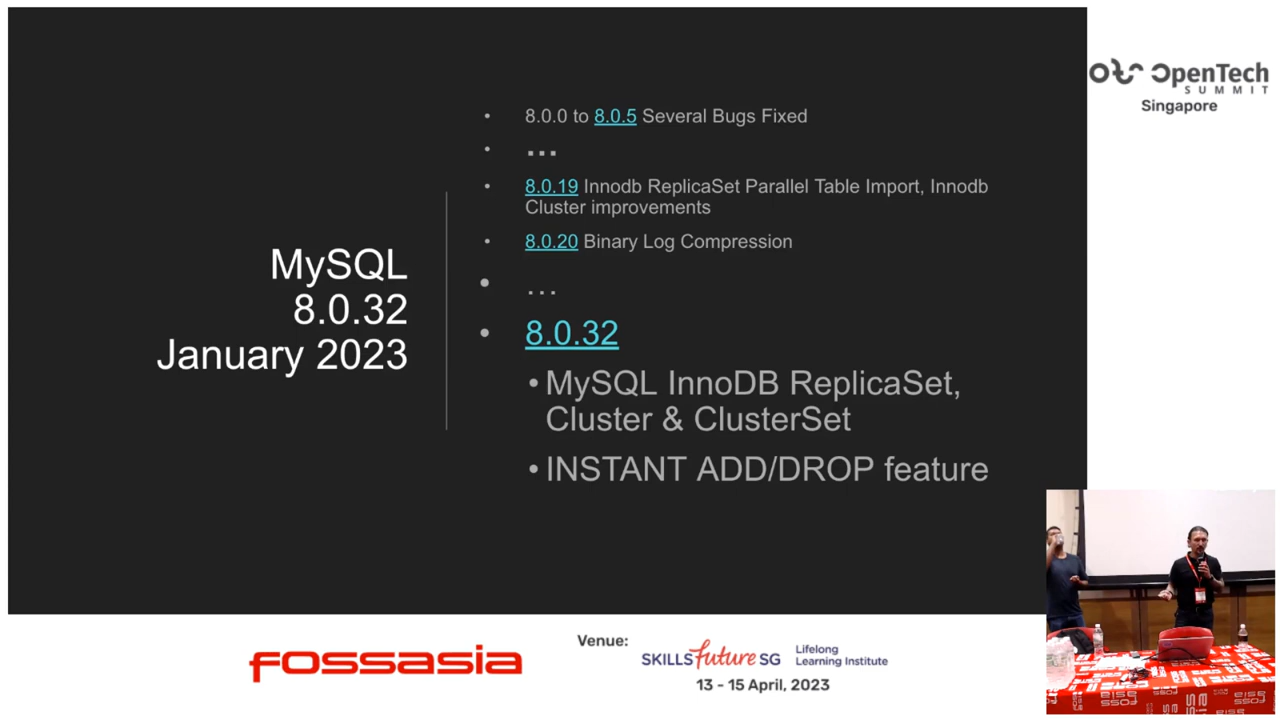 MySQL
8.0.32
January 2023
• 8.0.0 to 8.0.5 Several Bugs Fixed
• ...
• 8.0.19 Innodb ReplicaSet Parallel Table Import, Innodb
Cluster improvements
• 8.0.20 Binary Log Compression
• ...
• 8.0.32
• MySQL InnoDB ReplicaSet,
Cluster & ClusterSet
• INSTANT ADD/DROP feature
OpenTech
SUMMIT
Singapore
fossasia
Venue:
SKILLS future SG
Lifelong
Learning Institute
13 - 15 April, 2023